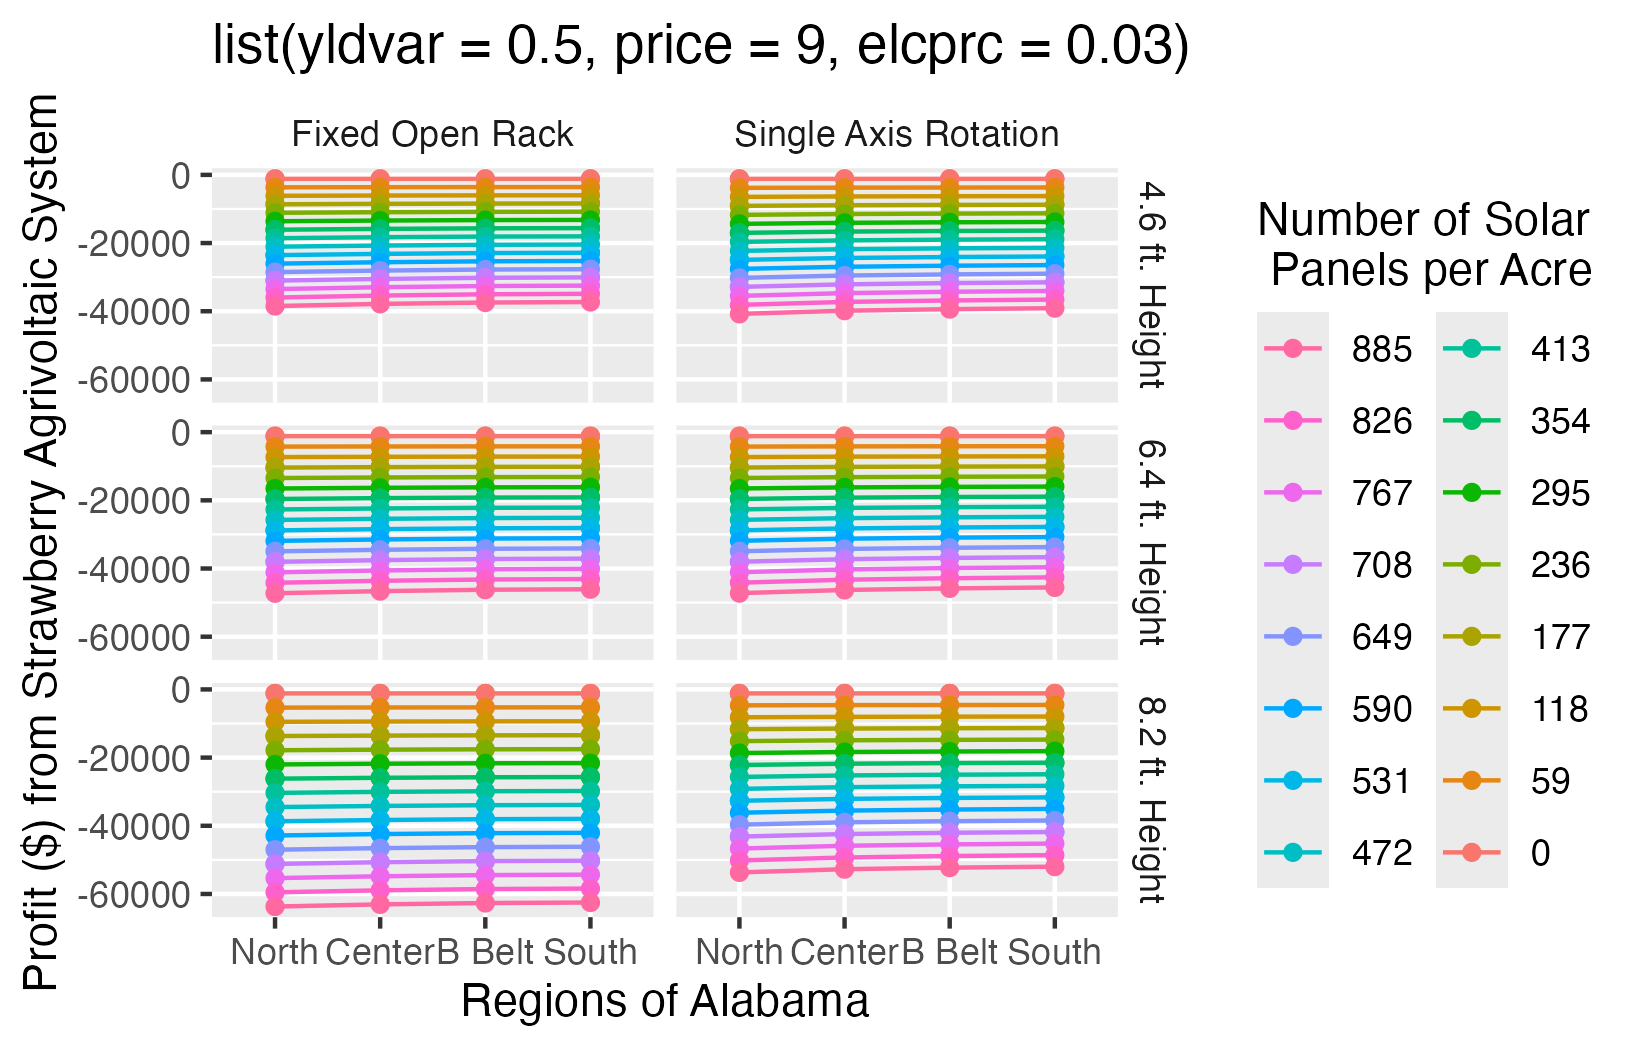 list(yldvar = 0.5, price = 9, elcprc = 0.03)
Fixed Open Rack
Single Axis Rotation
Profit ($) from Strawberry Agrivoltaic System
0
-20000
-40000
-60000
4.6 ft. Height
0
-20000
-40000
-60000
6.4 ft. Height
0
-20000
-40000
-60000
8.2 ft. Height
North Center B Belt South
North Center B Belt South
Regions of Alabama
Number of Solar
Panels per Acre
885
826
767
708
649
590
531
472
413
354
295
236
177
118
59
0